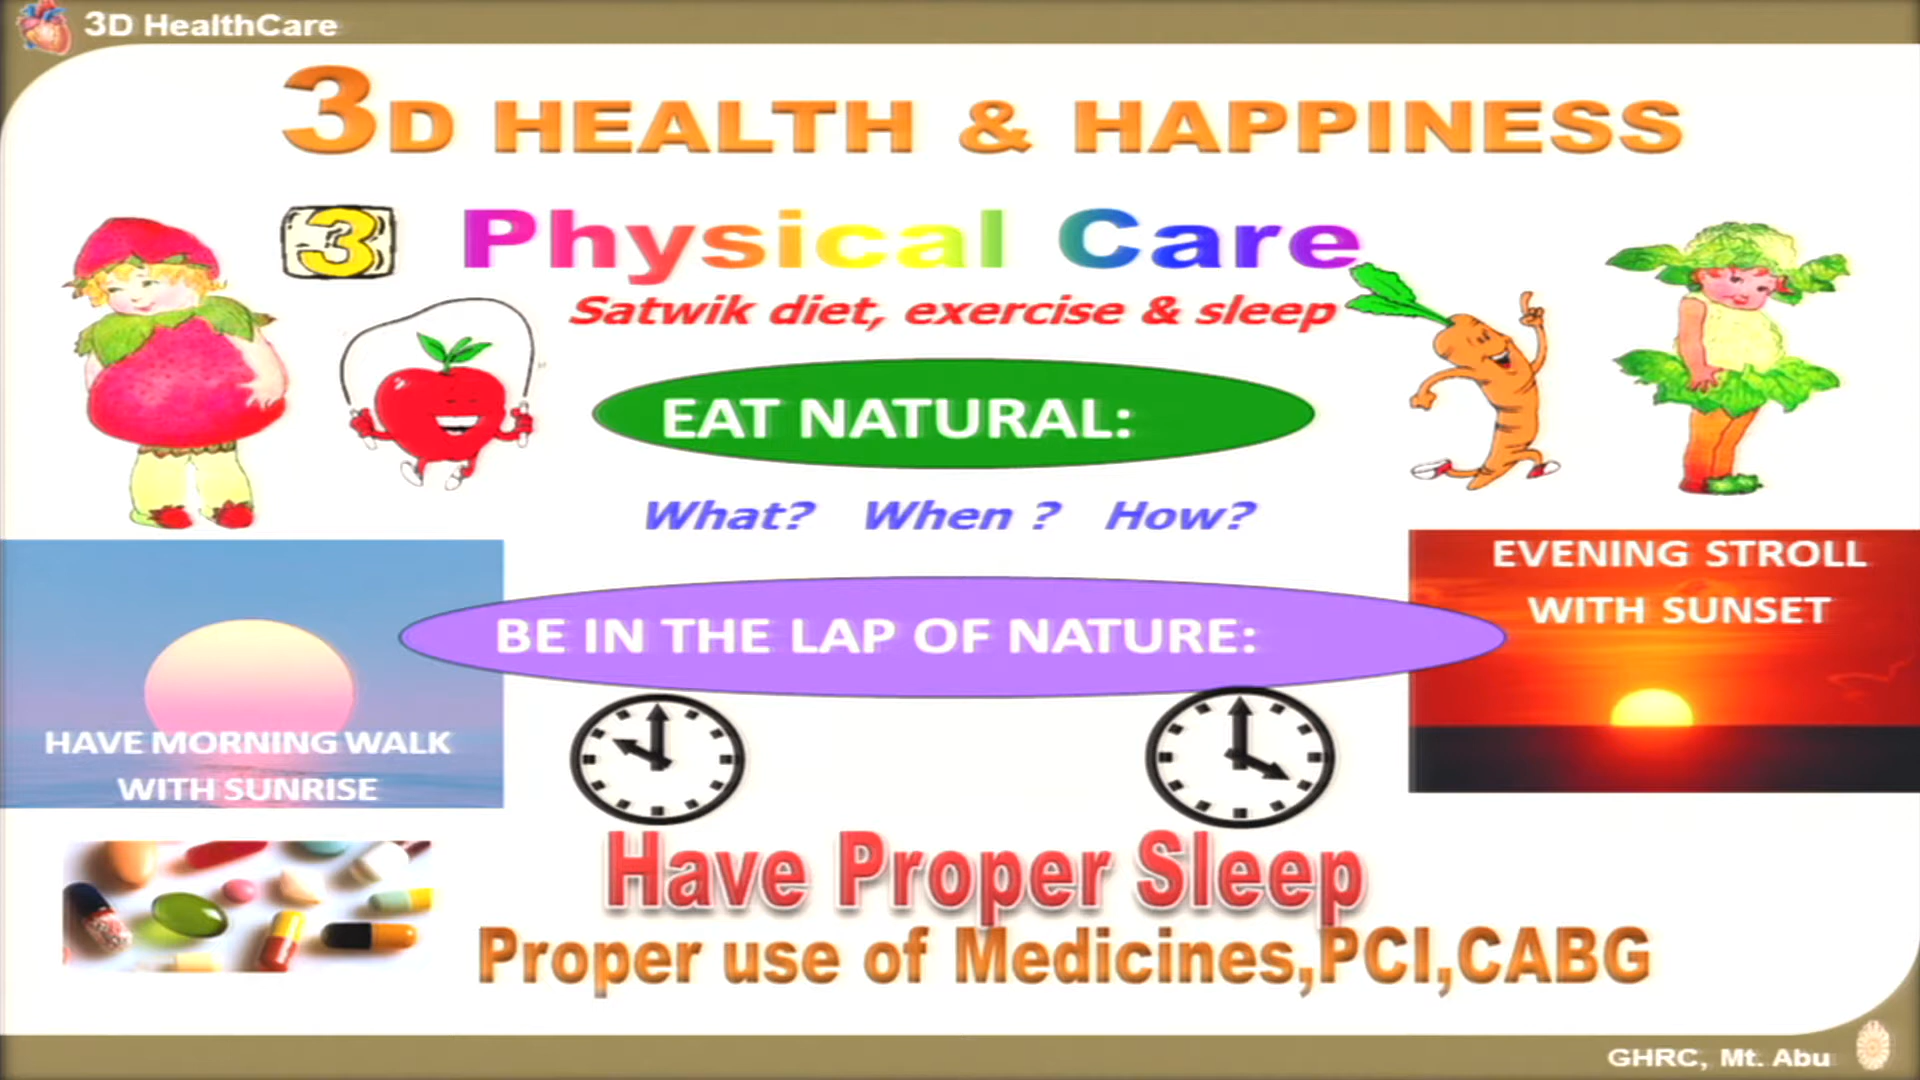 3D HealthCare
3D HEALTH & HAPPINESS
3 Physical Care
Satwik diet, exercise & sleep
EAT NATURAL:
What? When ? How?
EVENING STROLL
WITH SUNSET
BE IN THE LAP OF NATURE:
HAVE MORNING WALK
WITH SUNRISE
Have Proper Sleep
Proper use of Medicines,PCI,CABG
GHRC, Mt. Abu